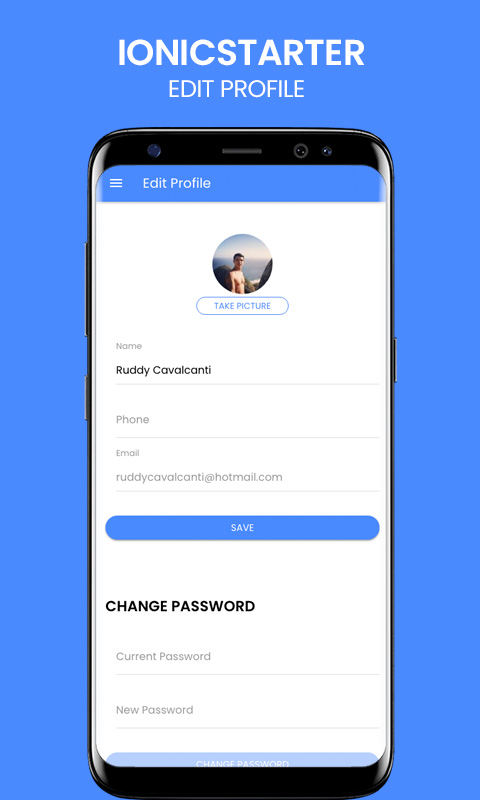 IONICSTARTER
EDIT PROFILE
Edit Profile
TAKE PICTURE
Name
Ruddy Cavalcanti
Phone
Email
ruddycavalcanti@hotmail.com
SAVE
CHANGE PASSWORD
Current Password
New Password
CHANGE PASSWORD